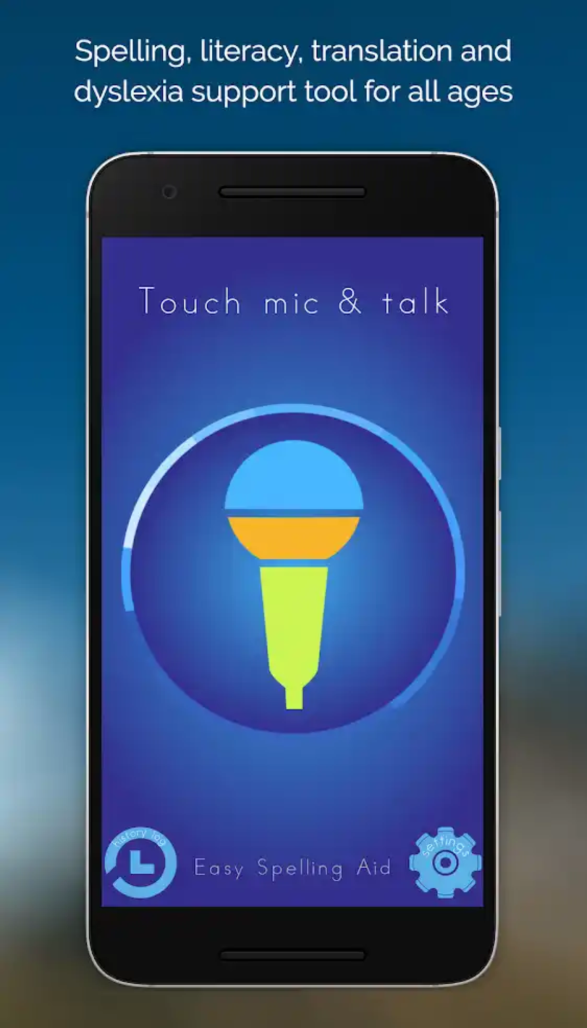 Spelling, literacy, translation and
dyslexia support tool for all ages
Touch mic & talk
history log
Easy Spelling Aid
settings